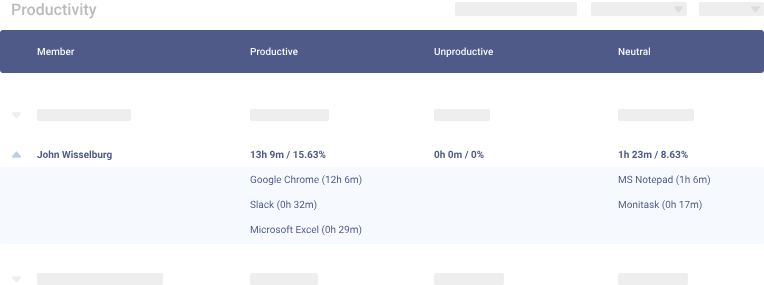 Productivity
Member Productive Unproductive Neutral
John Wisselburg 13h 9m / 15.63% 0h 0m / 0% 1h 23m / 8.63%
Google Chrome (12h 6m) MS Notepad (1h 6m)
Slack (0h 32m) Monitask (0h 17m)
Microsoft Excel (0h 29m)